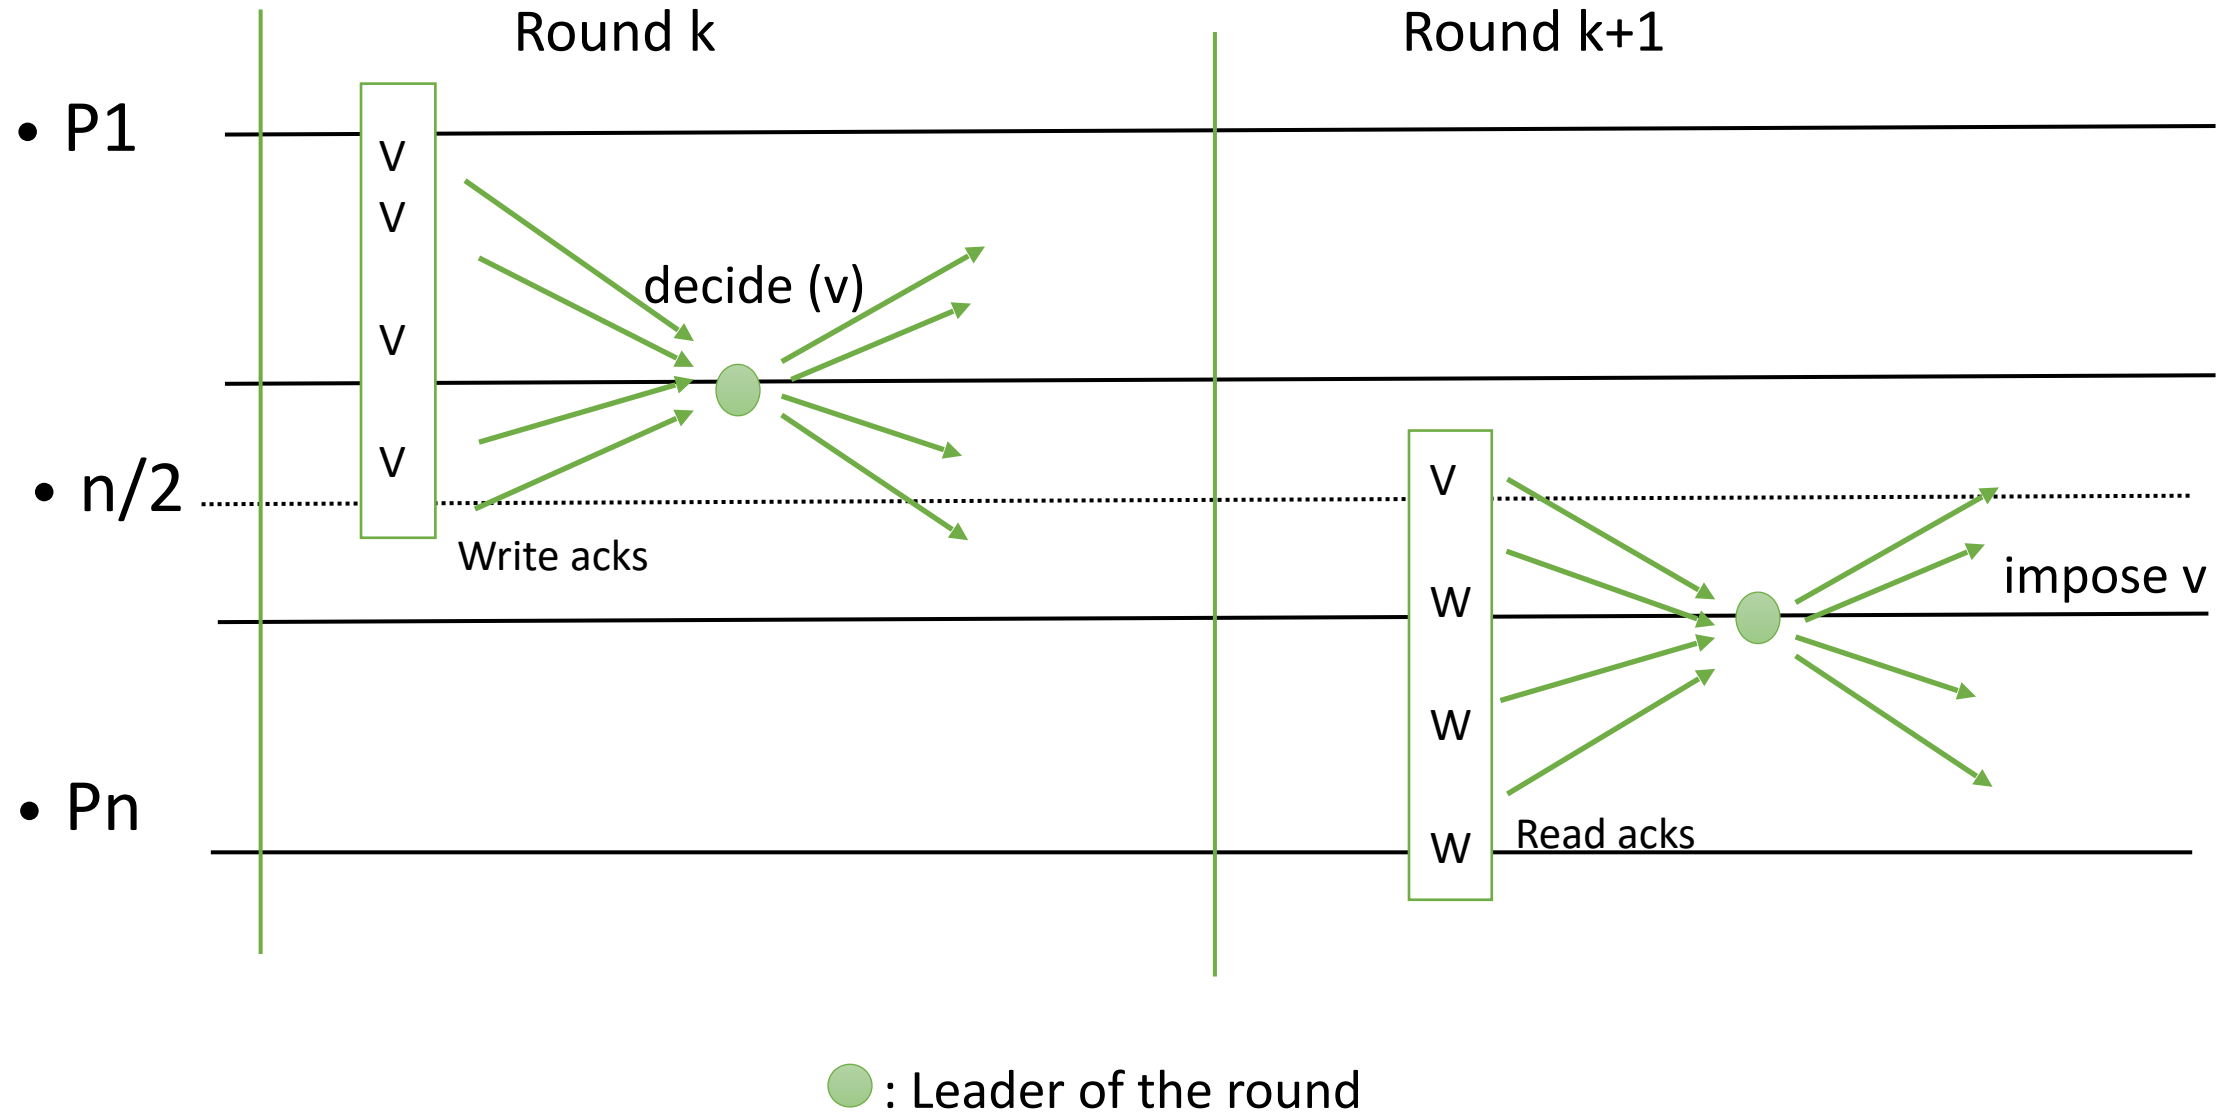 Round k
Round k+1
• P1
V
V
decide (v)
V
V
V
• n/2
Write acks
impose v
W
W
• Pn
Read acks
W
: Leader of the round